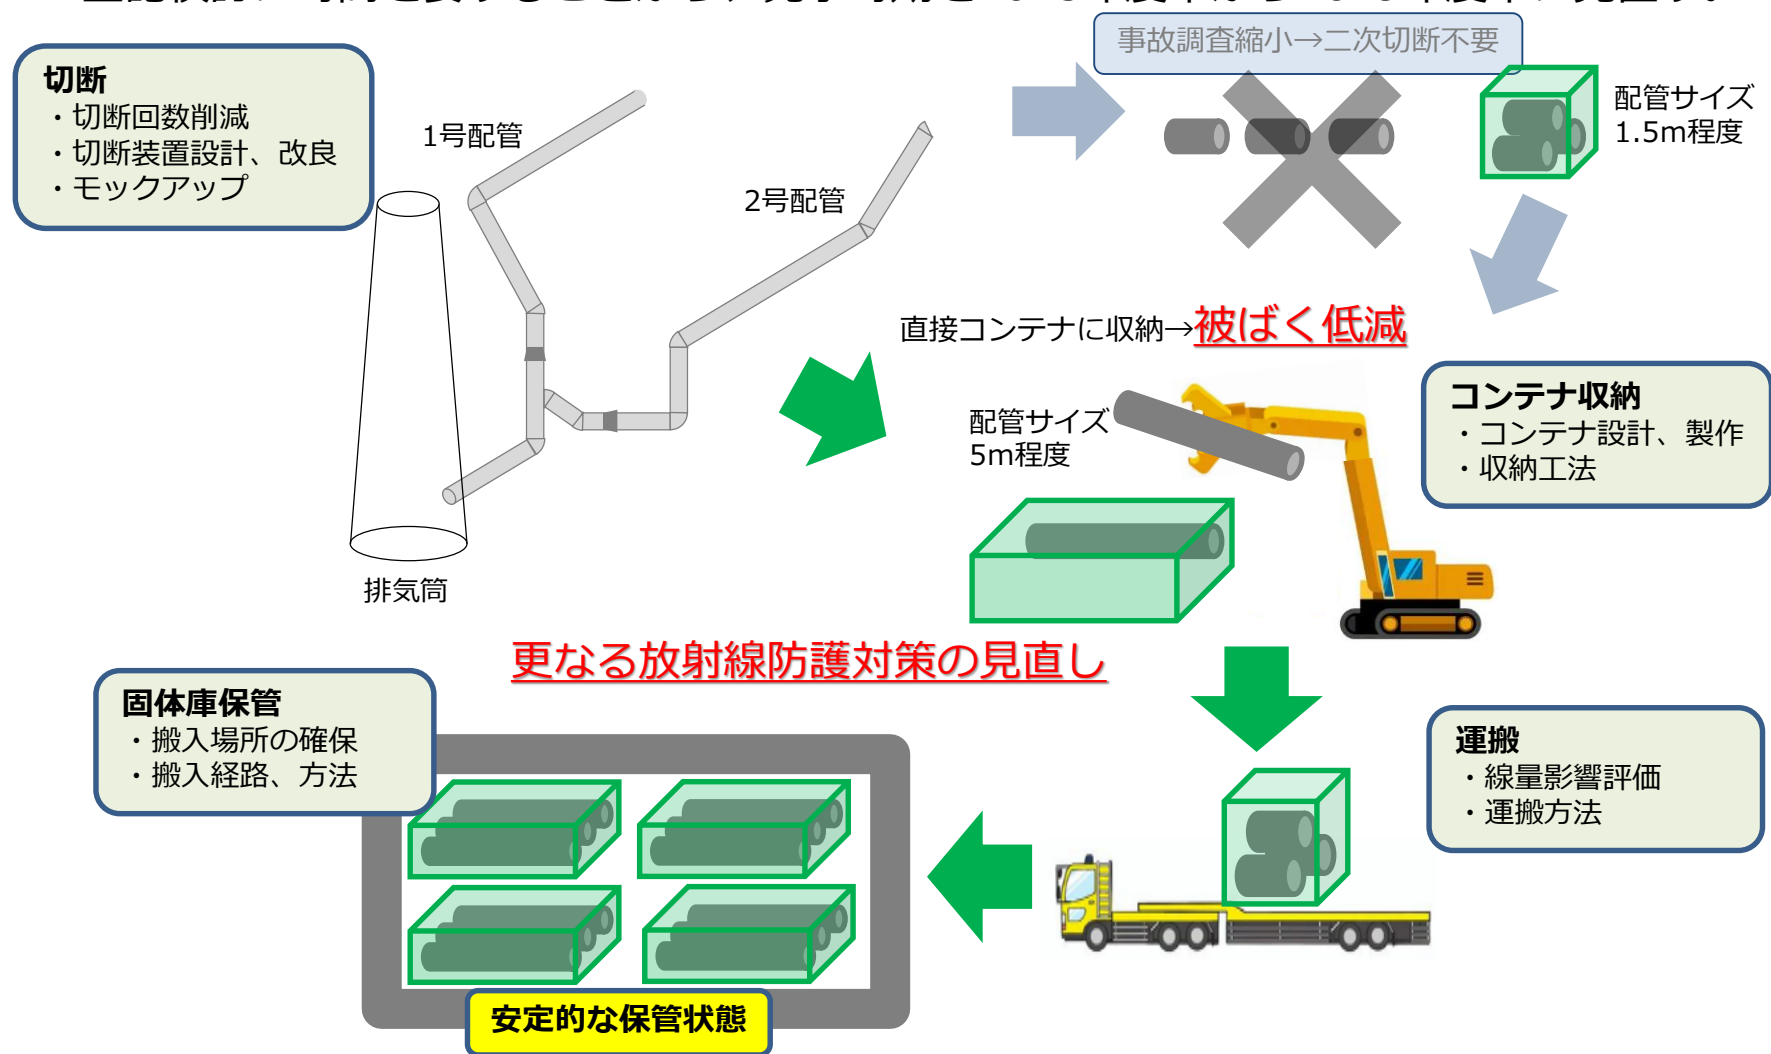 事故調査縮小→二次切断不要
切断
・切断回数削減
・切断装置設計、改良
・モックアップ
1号配管
2号配管
配管サイズ
1.5m程度
直接コンテナに収納→被ばく低減
配管サイズ
5m程度
コンテナ収納
・コンテナ設計、製作
・収納工法
排気筒
更なる放射線防護対策の見直し
固体庫保管
・搬入場所の確保
・搬入経路、方法
運搬
・線量影響評価
・運搬方法
安定的な保管状態